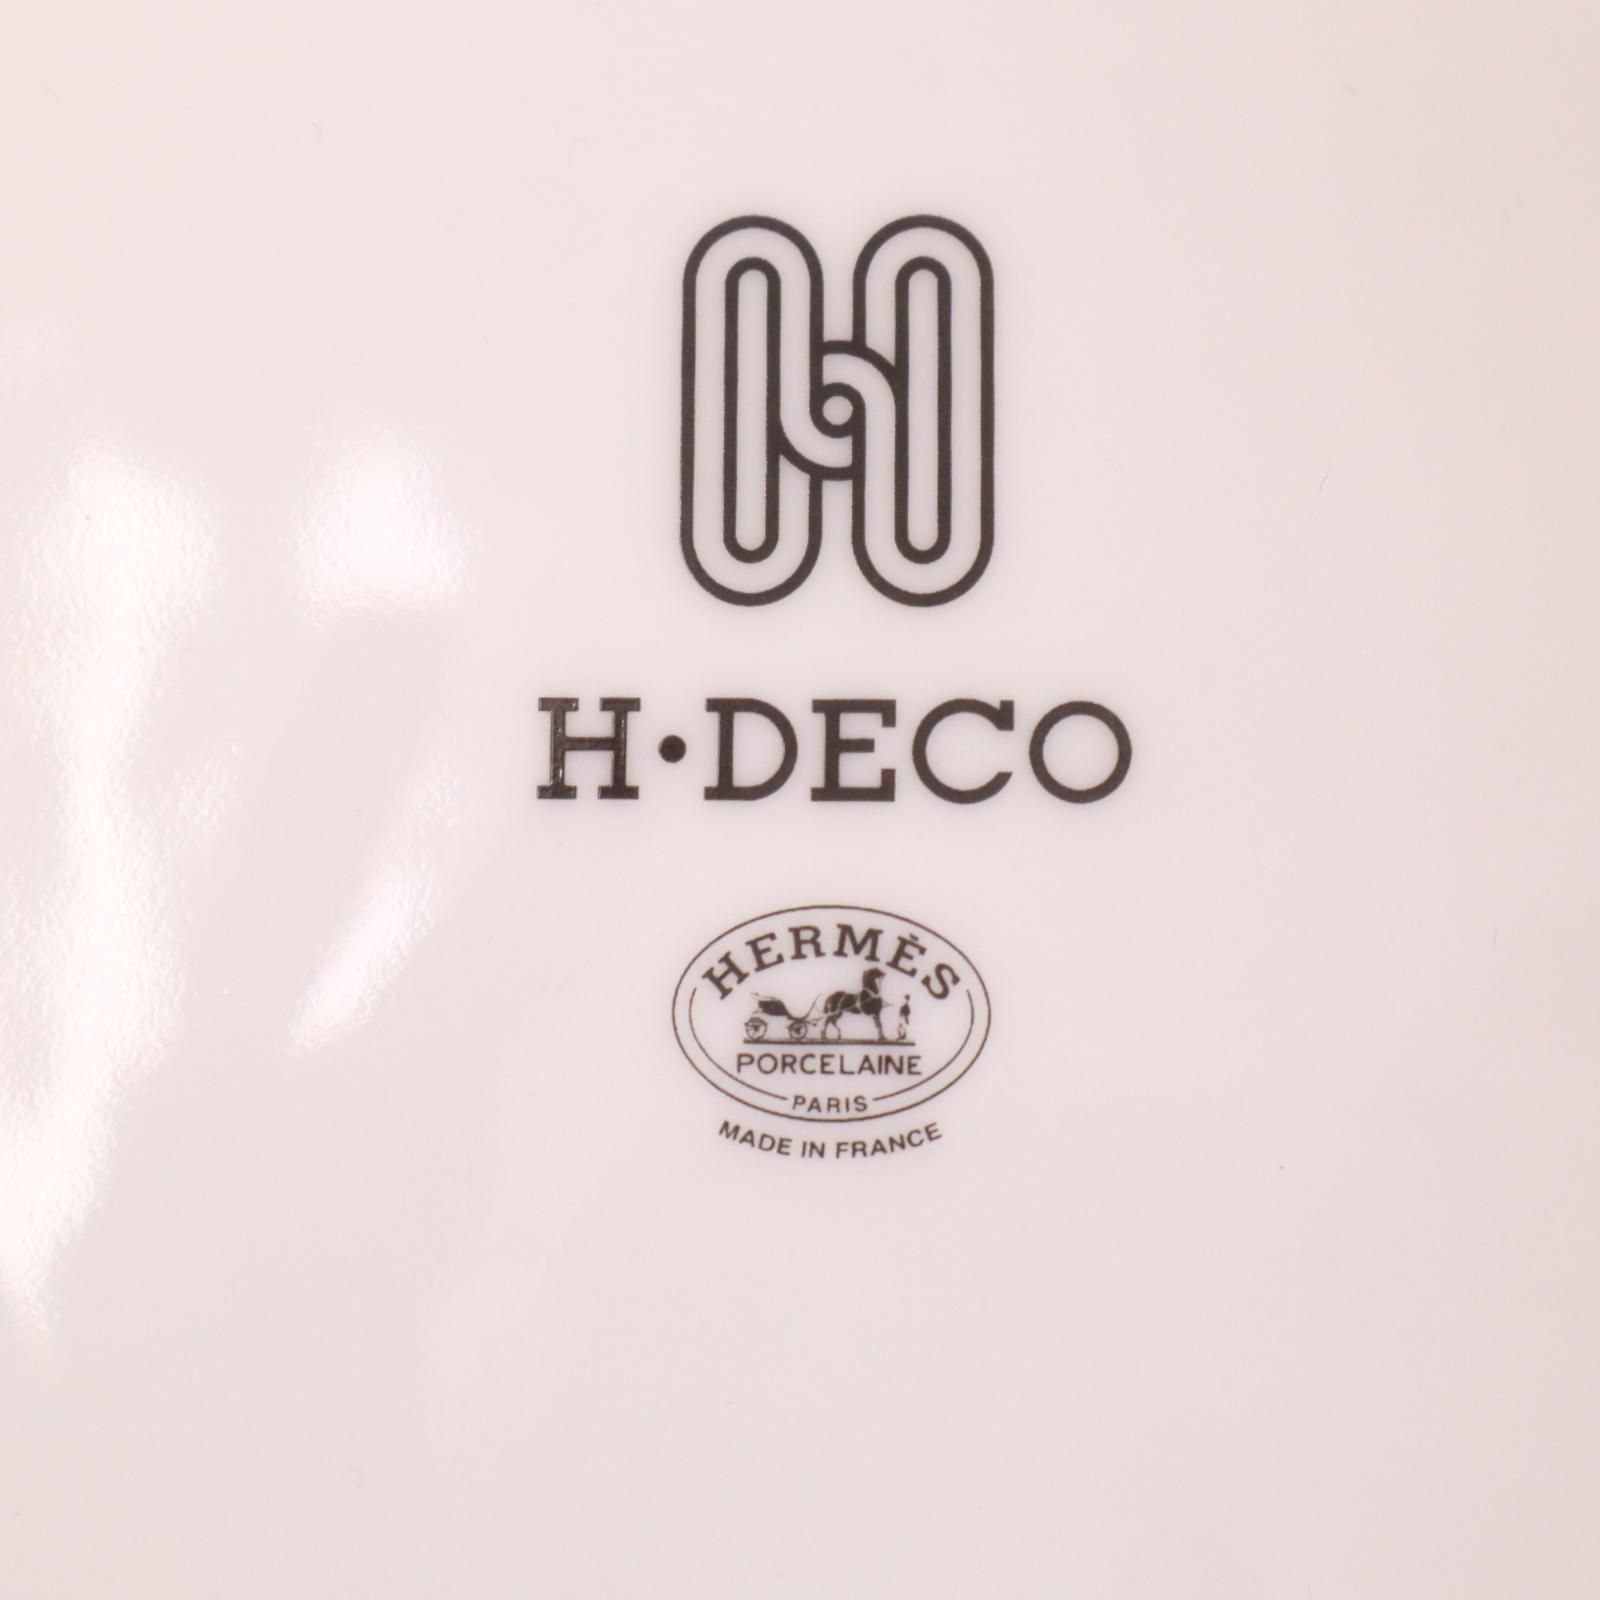 H·DECO
HERMÈS
PORCELAINE
PARIS
MADE IN FRANCE